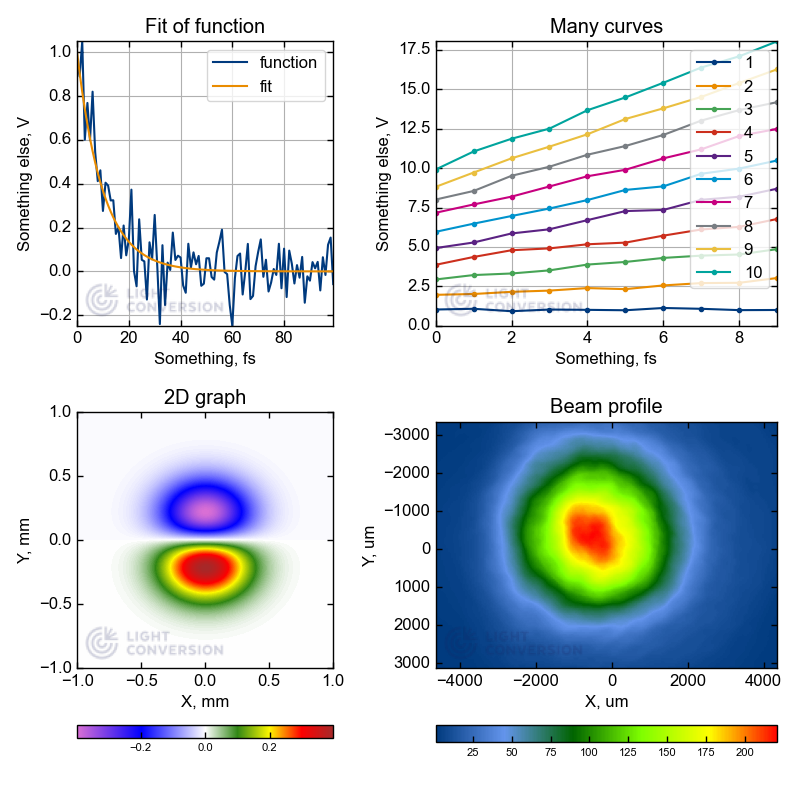 Fit of function
Something else, V
1.0
0.8
0.6
0.4
0.2
0.0
−0.2
function
fit
LIGHT
CONVERSION
0 20 40 60 80
Something, fs
Many curves
Something else, V
17.5
15.0
12.5
10.0
7.5
5.0
2.5
0.0
1
2
3
4
5
6
7
8
9
10
LIGHT
CONVERSION
0 2 4 6 8
Something, fs
2D graph
Y, mm
1.0
0.5
0.0
−0.5
−1.0
LIGHT
CONVERSION
−1.0 −0.5 0.0 0.5 1.0
X, mm
−0.2 0.0 0.2
Beam profile
Y, um
−3000
−2000
−1000
0
1000
2000
3000
LIGHT
CONVERSION
−4000 −2000 0 2000 4000
X, um
25 50 75 100 125 150 175 200